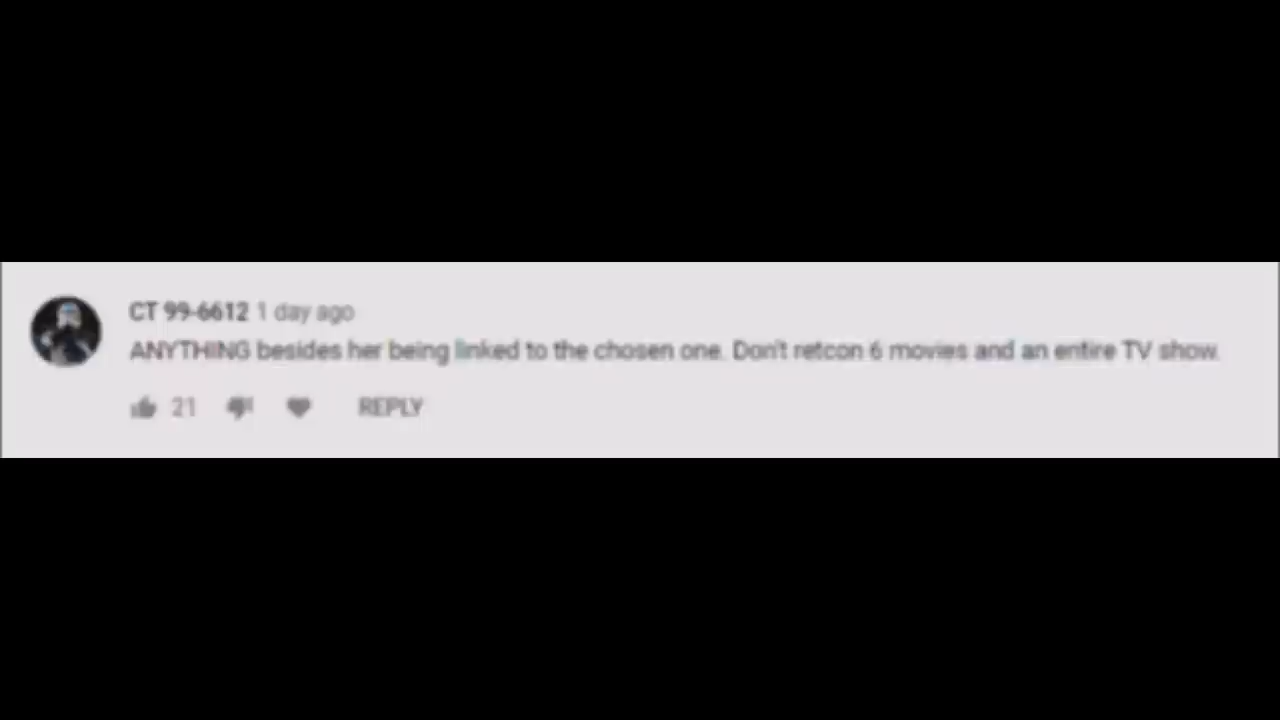 CT 99-6612 1 day ago
ANYTHING besides her being linked to the chosen one. Don't retcon 6 movies and an entire TV show.
21 REPLY